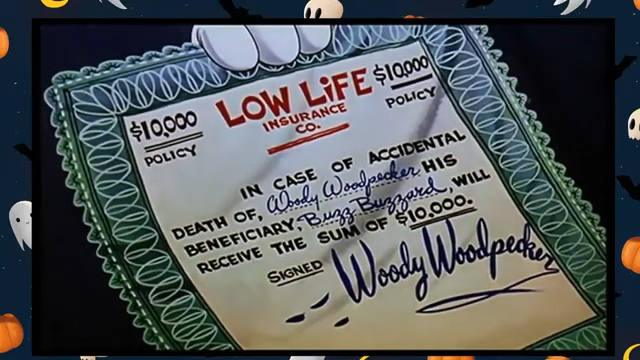 $10,000 LOW LiFE $10,000
POLICY INSURANCE POLICY
CO.
IN CASE OF ACCIDENTAL
DEATH OF, Woody Woodpecker HIS
BENEFICIARY, Buzz Buzzard, WILL
RECEIVE THE SUM OF $10,000.
SIGNED Woody Woodpecker